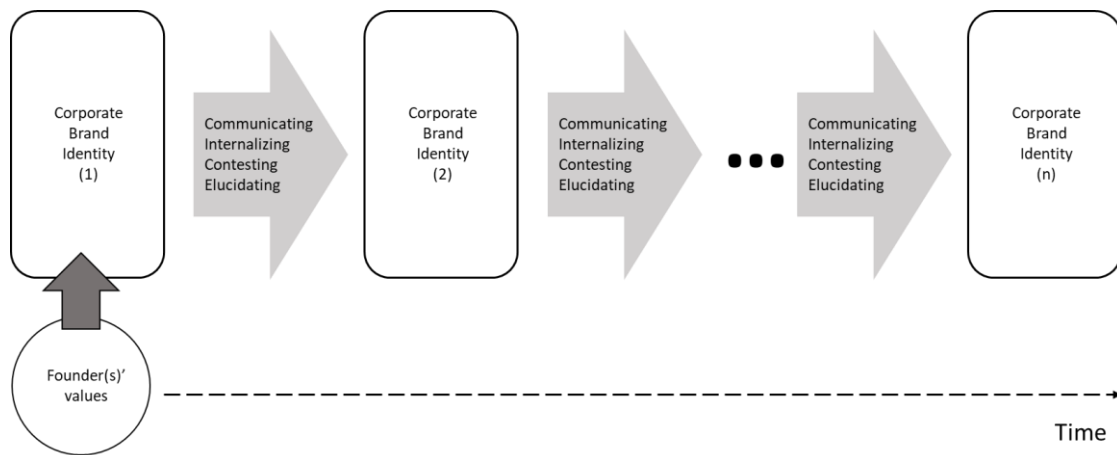 Corporate
Brand
Identity
(1)
Communicating
Internalizing
Contesting
Elucidating
Corporate
Brand
Identity
(2)
Communicating
Internalizing
Contesting
Elucidating
Communicating
Internalizing
Contesting
Elucidating
Corporate
Brand
Identity
(n)
Founder(s)’
values
Time